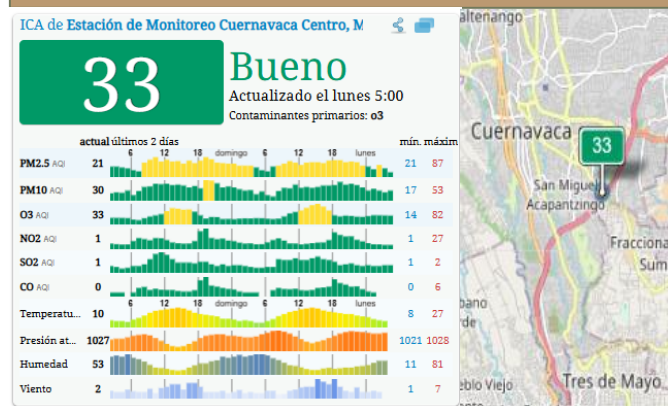 ICA de Estación de Monitoreo Cuernavaca Centro, M
33
Bueno
Actualizado el lunes 5:00
Contaminantes primarios: o3
actual últimos 2 días mín. máxim
6 12 18 domingo 6 12 18 lunes
PM2.5 AQI 21 21 87
PM10 AQI 30 17 53
O3 AQI 33 14 82
NO2 AQI 1 1 27
SO2 AQI 1 1 2
CO AQI 0 0 6
6 12 18 domingo 6 12 18 lunes
Temperatu... 10 8 27
Presión at... 1027 1021 1028
Humedad 53 11 81
Viento 2 1 7
altenango
Cuernavaca
33
San Miguel
Acapantzingo
Fracciona
Sum
bano
rde
eblo Viejo
Tres de Mayo